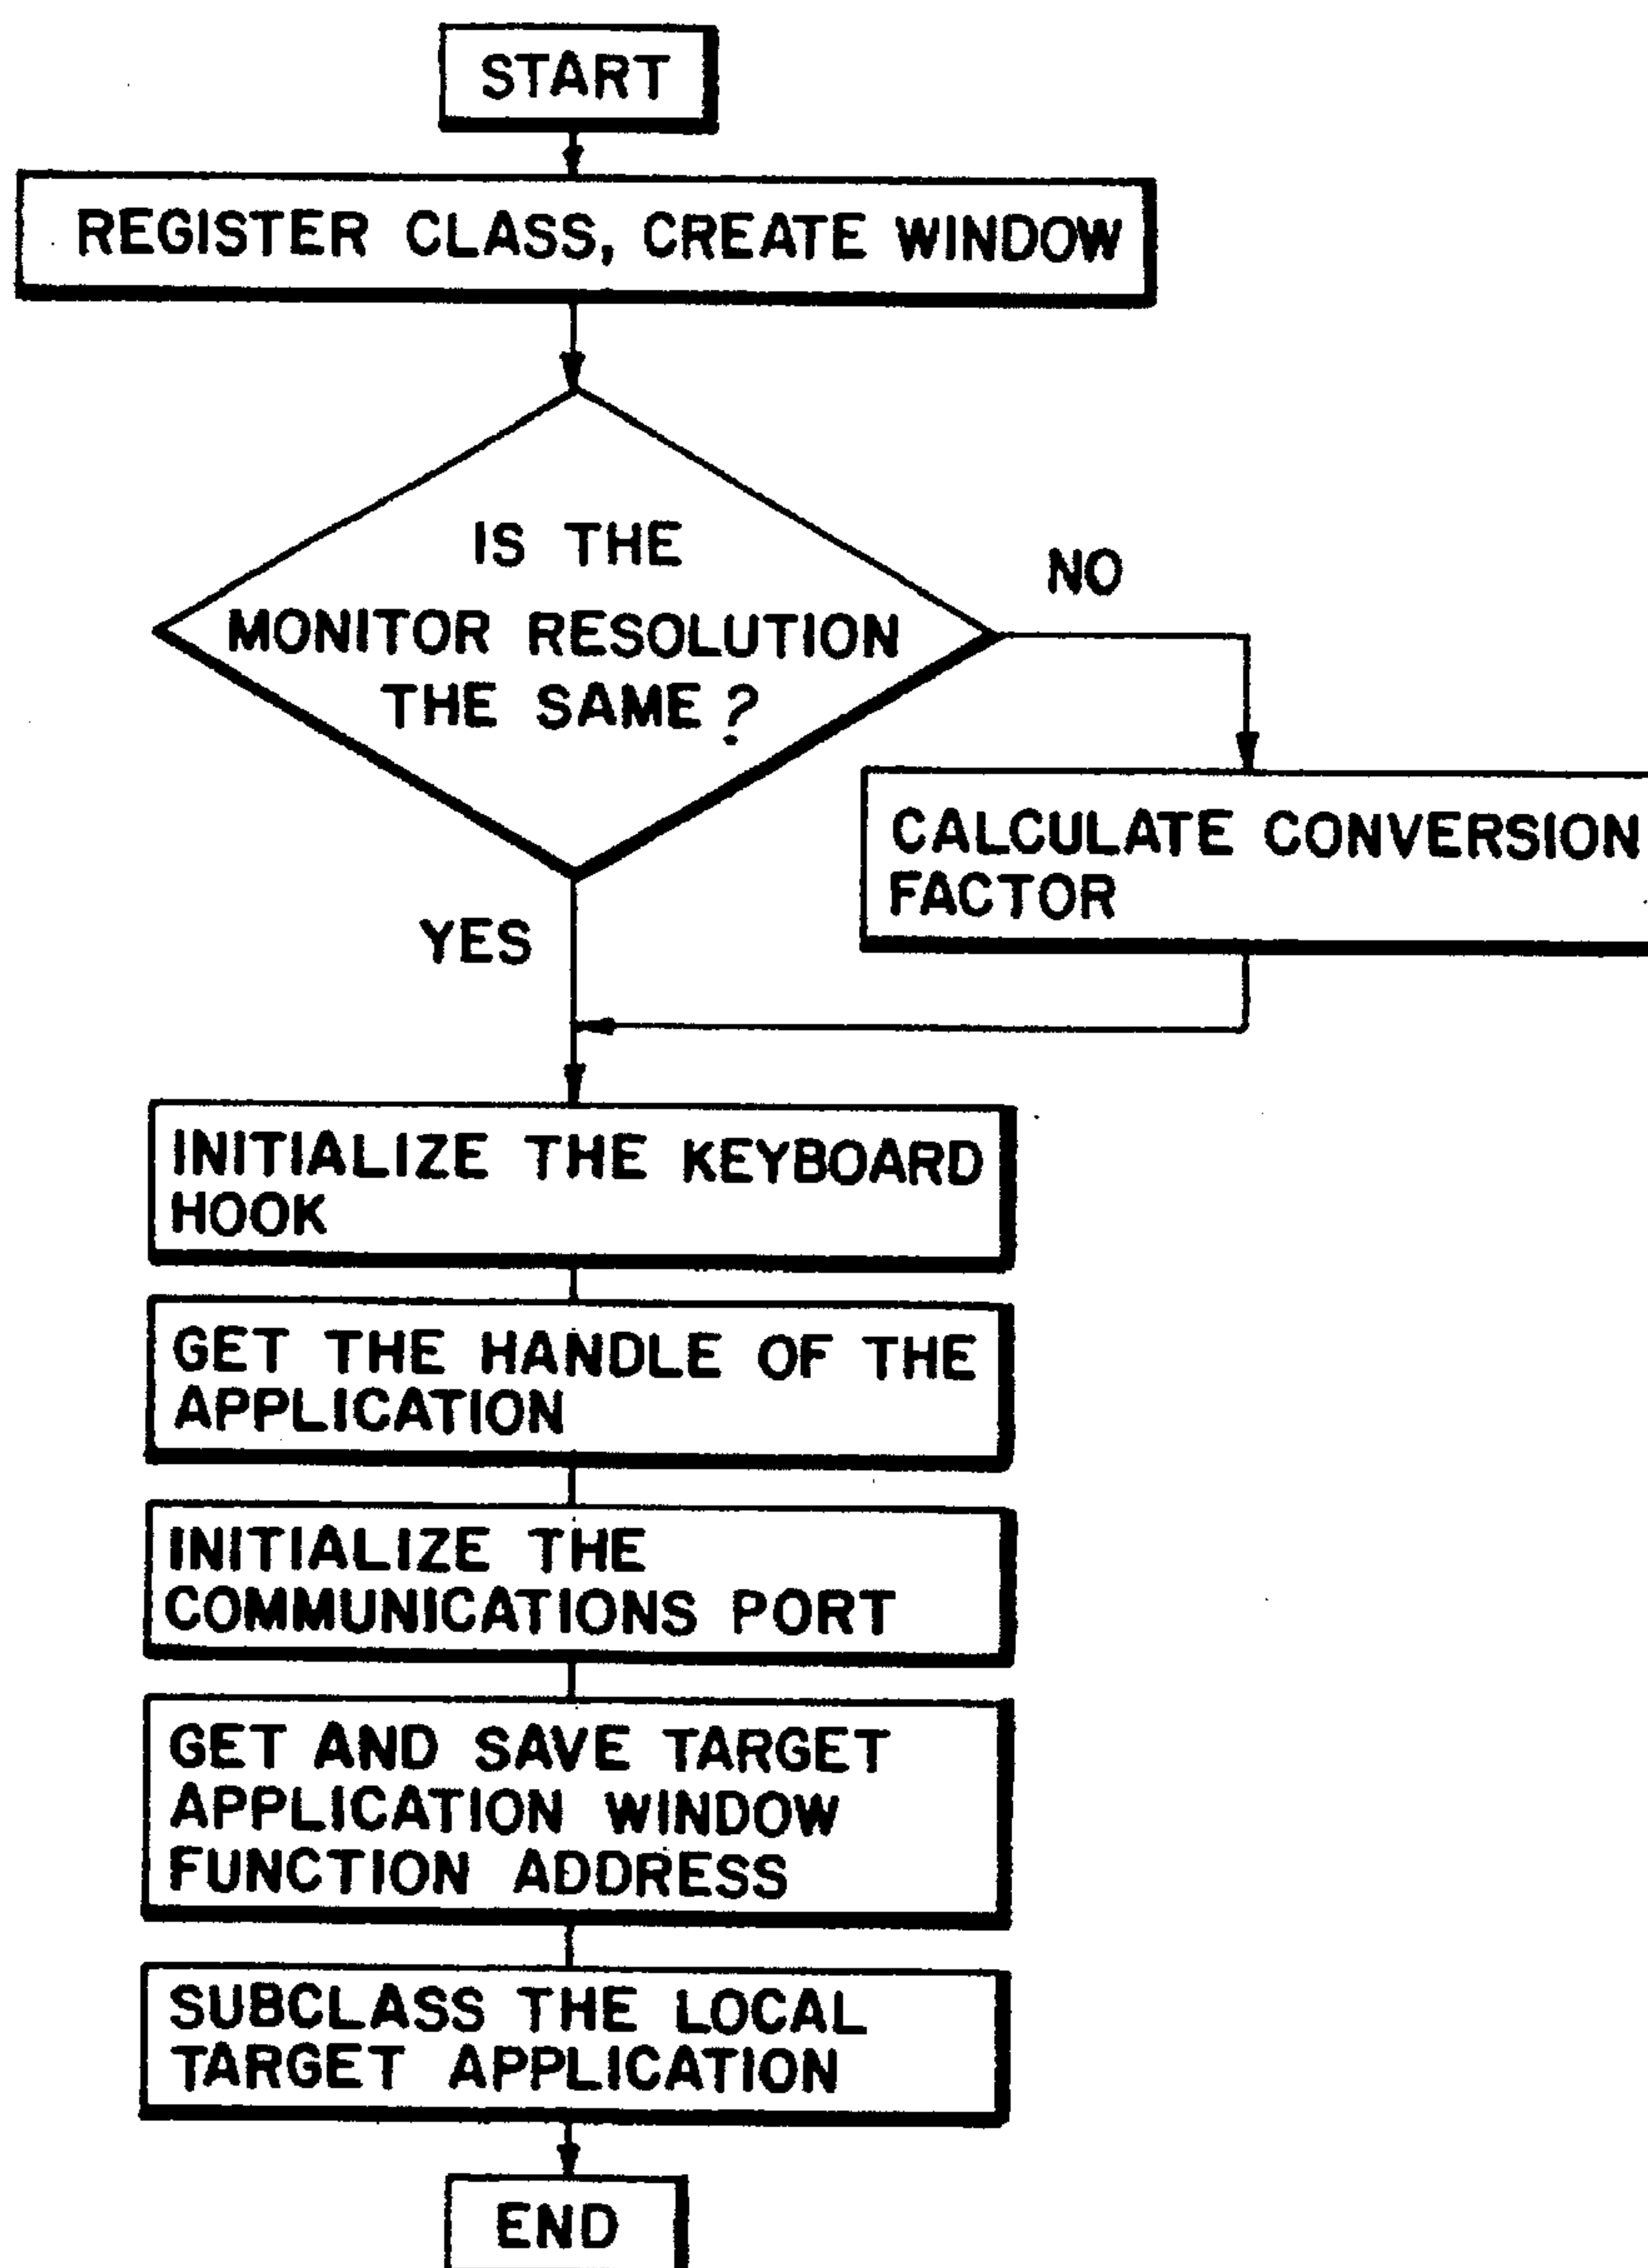 START
REGISTER CLASS, CREATE WINDOW
IS THE
MONITOR RESOLUTION
THE SAME ?
NO
CALCULATE CONVERSION
FACTOR
YES
INITIALIZE THE KEYBOARD
HOOK
GET THE HANDLE OF THE
APPLICATION
INITIALIZE THE
COMMUNICATIONS PORT
GET AND SAVE TARGET
APPLICATION WINDOW
FUNCTION ADDRESS
SUBCLASS THE LOCAL
TARGET APPLICATION
END